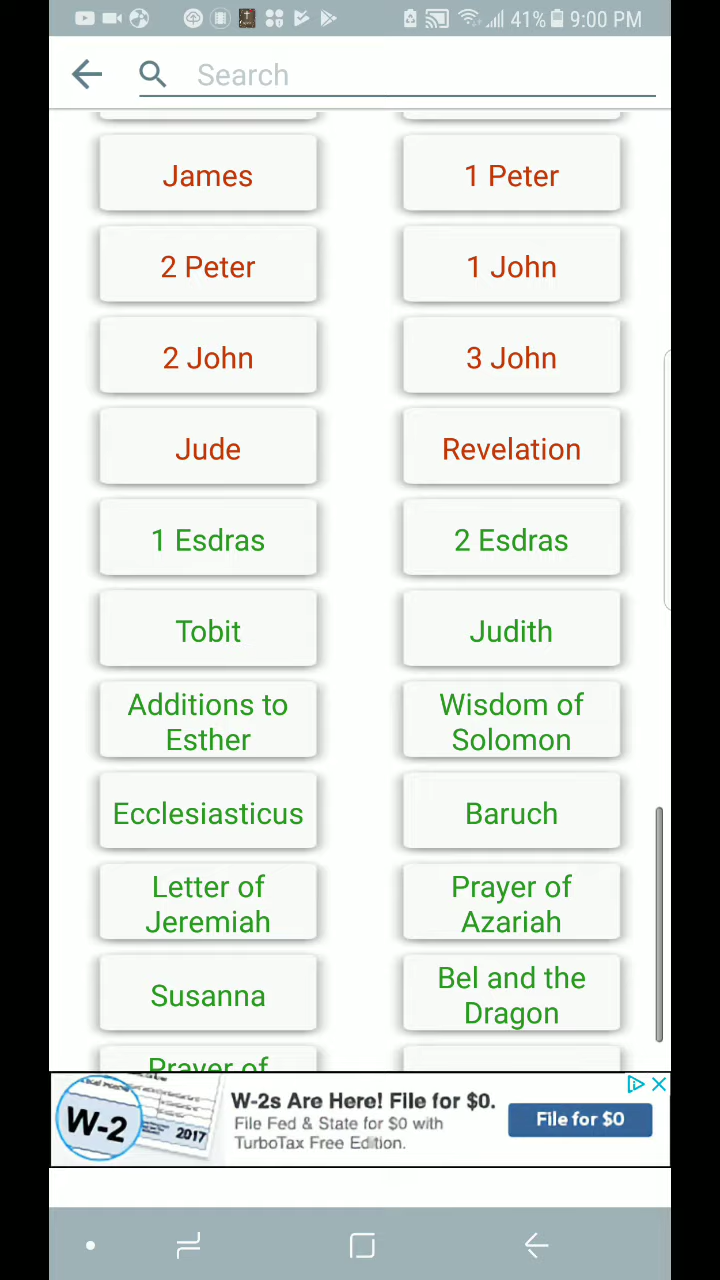 41% 9:00 PM
Search
James
1 Peter
2 Peter
1 John
2 John
3 John
Jude
Revelation
1 Esdras
2 Esdras
Tobit
Judith
Additions to
Esther
Wisdom of
Solomon
Ecclesiasticus
Baruch
Letter of
Jeremiah
Prayer of
Azariah
Susanna
Bel and the
Dragon
Prayer of
W-2
2017
W-2s Are Here! File for $0.
File Fed & State for $0 with
TurboTax Free Edition.
File for $0